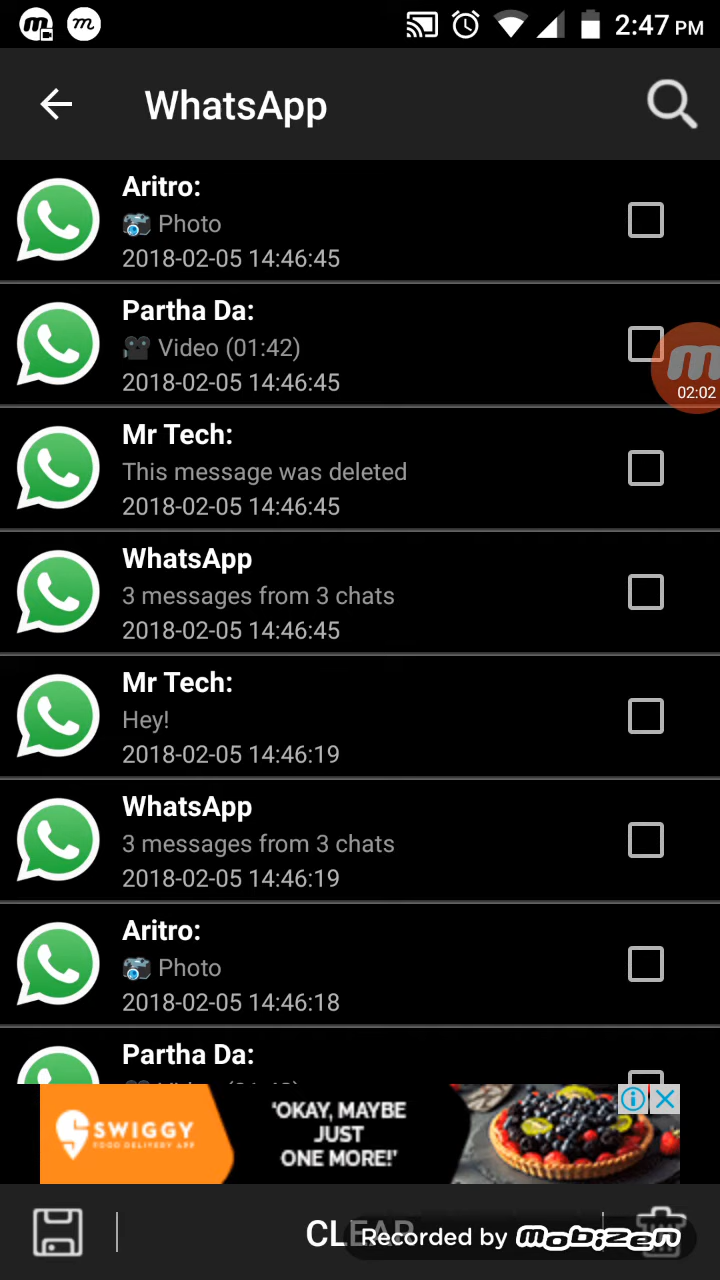 2:47 PM
WhatsApp
Aritro:
Photo
2018-02-05 14:46:45
Partha Da:
Video (01:42)
2018-02-05 14:46:45
02:02
Mr Tech:
This message was deleted
2018-02-05 14:46:45
WhatsApp
3 messages from 3 chats
2018-02-05 14:46:45
Mr Tech:
Hey!
2018-02-05 14:46:19
WhatsApp
3 messages from 3 chats
2018-02-05 14:46:19
Aritro:
Photo
2018-02-05 14:46:18
Partha Da:
SWIGGY
FOOD DELIVERY APP
'OKAY, MAYBE
JUST
ONE MORE!'
CLEAR
Recorded by mobizen